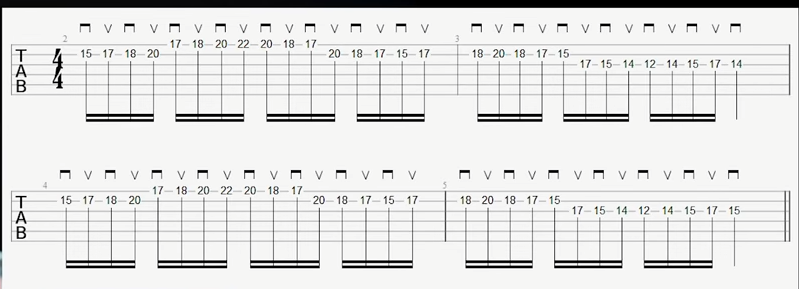 2 3
17 18 20 22 20 18 17
T 4 15 17 18 20 20 18 17 15 17 18 20 18 17 15
A 4 17 15 14 12 14 15 17 14
B
4 5
17 18 20 22 20 18 17
T 15 17 18 20 20 18 17 15 17 18 20 18 17 15
A 17 15 14 12 14 15 17 15
B